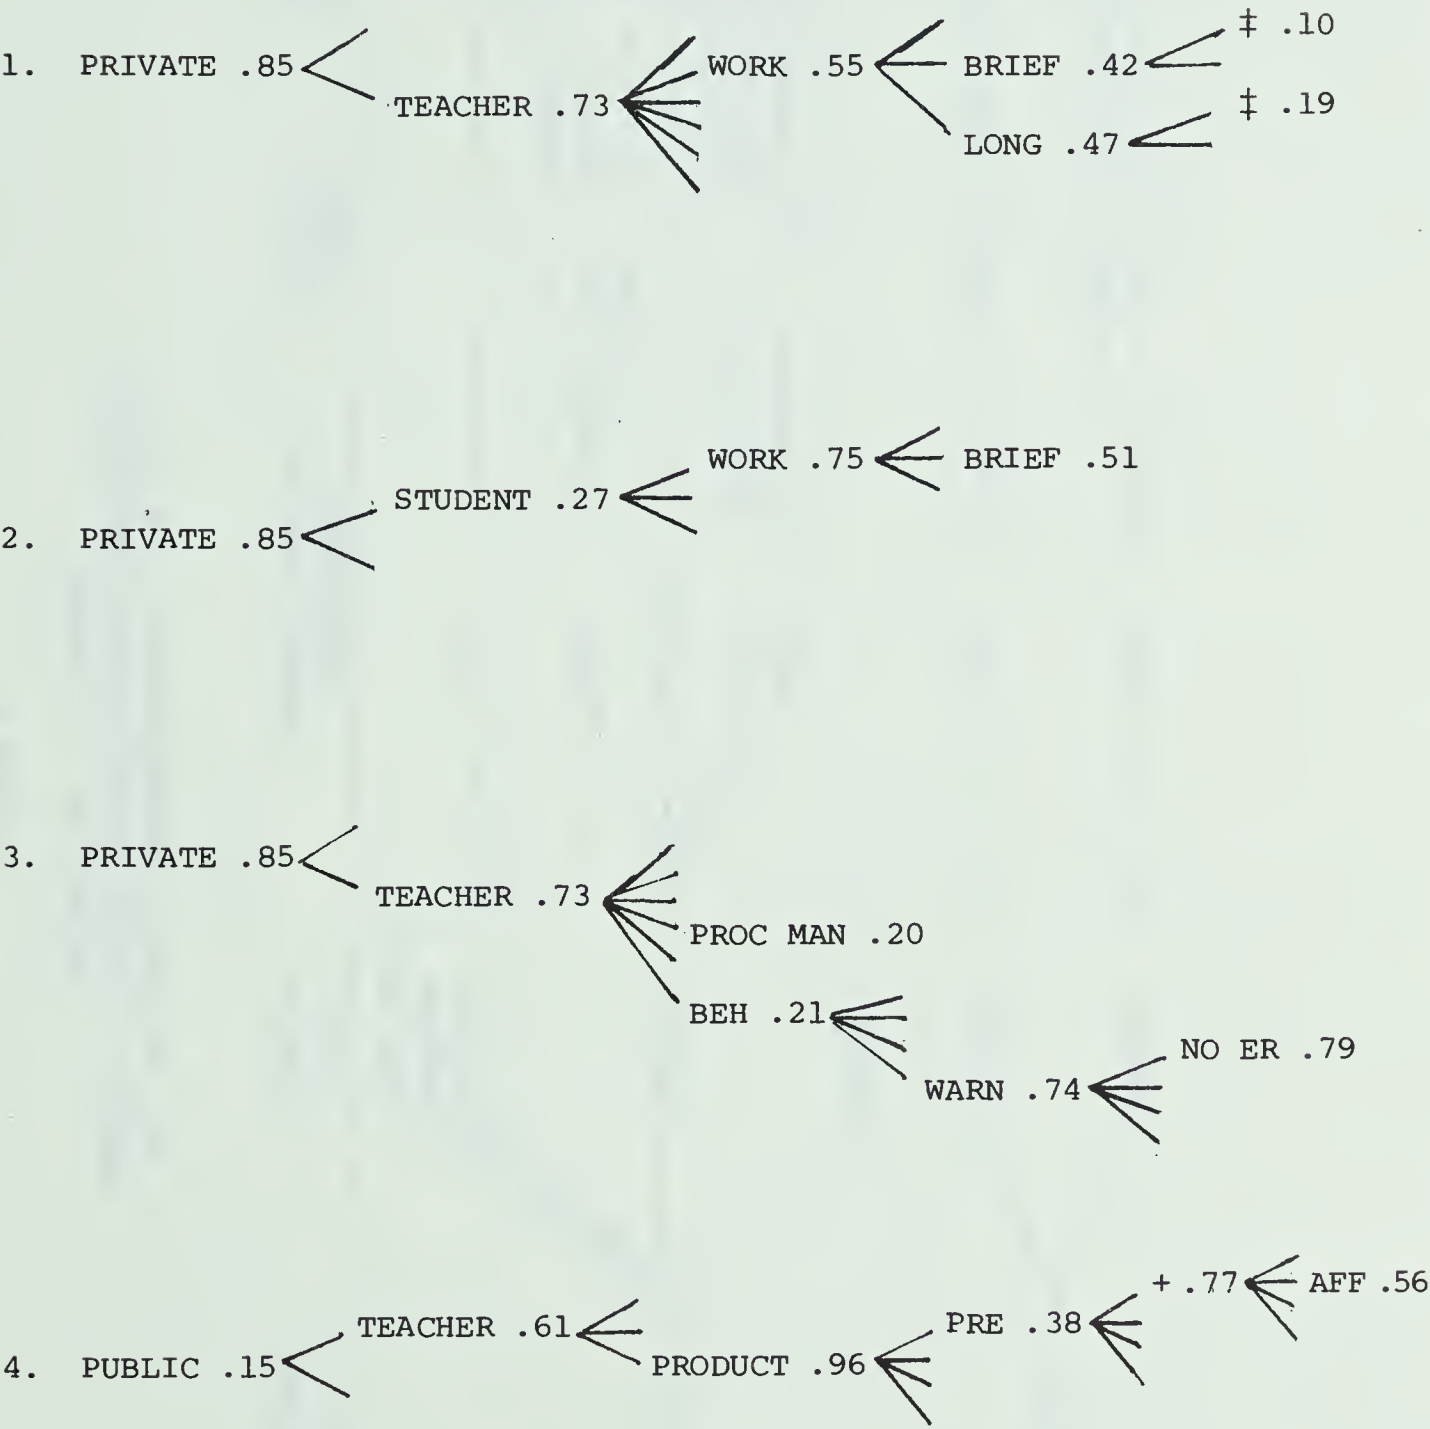 ‡ .10
1. PRIVATE .85 WORK .55 BRIEF .42
TEACHER .73 ‡ .19
LONG .47
WORK .75 BRIEF .51
STUDENT .27
2. PRIVATE .85
3. PRIVATE .85
TEACHER .73
PROC MAN .20
BEH .21
NO ER .79
WARN .74
+ .77 AFF .56
TEACHER .61 PRE .38
4. PUBLIC .15 PRODUCT .96